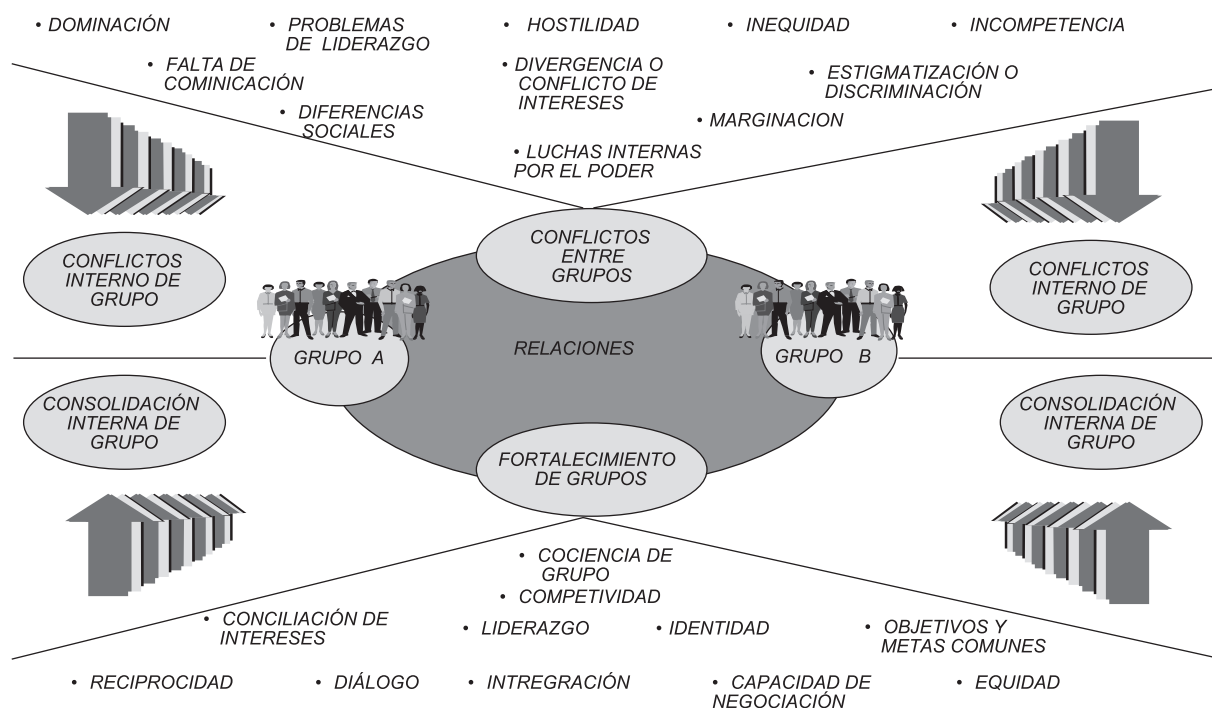 • DOMINACIÓN
• PROBLEMAS
DE LIDERAZGO
• HOSTILIDAD
• INEQUIDAD
• INCOMPETENCIA
• FALTA DE
COMINICACIÓN
• DIVERGENCIA O
CONFLICTO DE
INTERESES
• ESTIGMATIZACIÓN O
DISCRIMINACIÓN
• DIFERENCIAS
SOCIALES
• MARGINACION
• LUCHAS INTERNAS
POR EL PODER
CONFLICTOS
ENTRE
GRUPOS
CONFLICTOS
INTERNO DE
GRUPO
CONFLICTOS
INTERNO DE
GRUPO
GRUPO A
RELACIONES
GRUPO B
CONSOLIDACIÓN
INTERNA DE
GRUPO
CONSOLIDACIÓN
INTERNA DE
GRUPO
FORTALECIMIENTO
DE GRUPOS
• COCIENCIA DE
GRUPO
• COMPETIVIDAD
• CONCILIACIÓN DE
INTERESES
• LIDERAZGO
• IDENTIDAD
• OBJETIVOS Y
METAS COMUNES
• RECIPROCIDAD
• DIÁLOGO
• INTREGRACIÓN
• CAPACIDAD DE
NEGOCIACIÓN
• EQUIDAD